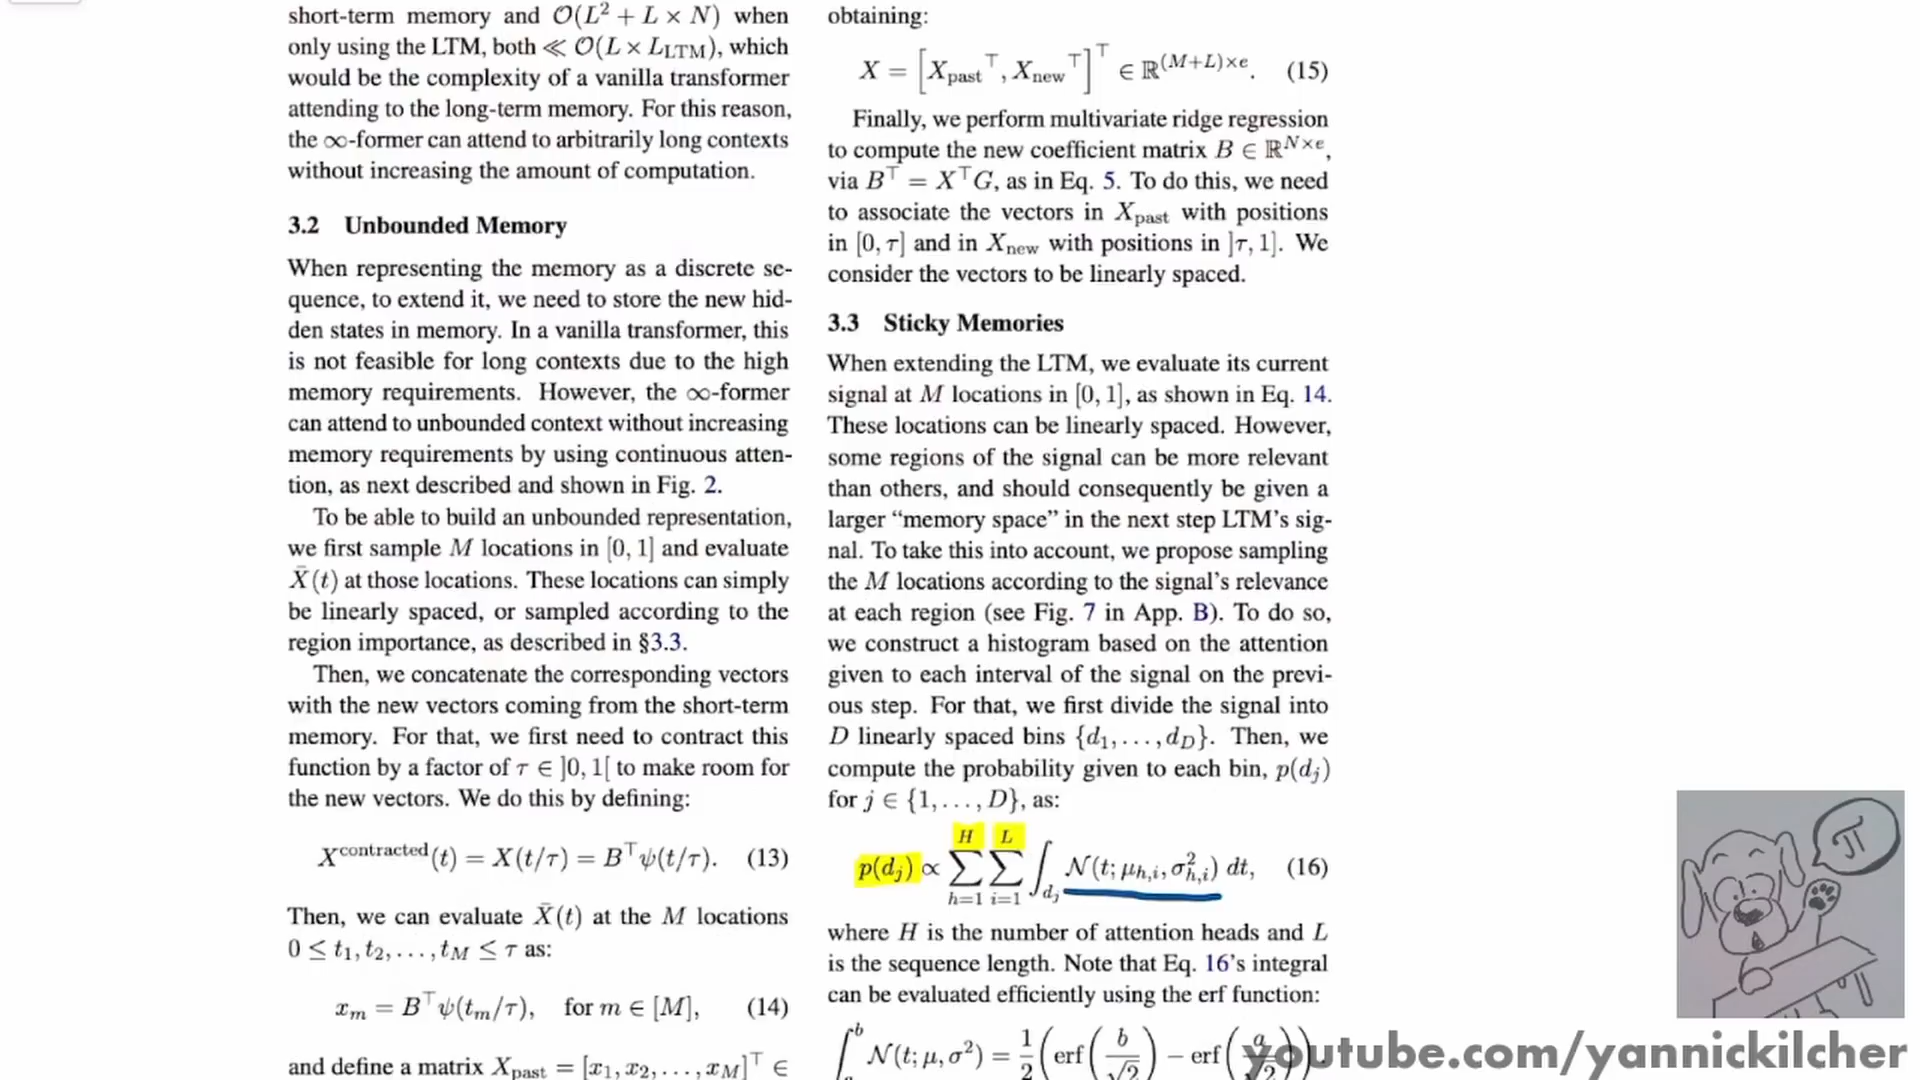 short-term memory and 𝒪(L² + L × N) when
only using the LTM, both ≪ 𝒪(L × L_LTM), which
would be the complexity of a vanilla transformer
attending to the long-term memory. For this reason,
the ∞-former can attend to arbitrarily long contexts
without increasing the amount of computation.
3.2 Unbounded Memory
When representing the memory as a discrete se-
quence, to extend it, we need to store the new hid-
den states in memory. In a vanilla transformer, this
is not feasible for long contexts due to the high
memory requirements. However, the ∞-former
can attend to unbounded context without increasing
memory requirements by using continuous atten-
tion, as next described and shown in Fig. 2.
To be able to build an unbounded representation,
we first sample M locations in [0, 1] and evaluate
X̄(t) at those locations. These locations can simply
be linearly spaced, or sampled according to the
region importance, as described in §3.3.
Then, we concatenate the corresponding vectors
with the new vectors coming from the short-term
memory. For that, we first need to contract this
function by a factor of τ ∈ ]0, 1[ to make room for
the new vectors. We do this by defining:
X^contracted(t) = X(t/τ) = B^⊤ψ(t/τ). (13)
Then, we can evaluate X̄(t) at the M locations
0 ≤ t₁, t₂, . . . , t_M ≤ τ as:
x_m = B^⊤ψ(t_m/τ), for m ∈ [M], (14)
and define a matrix X_past = [x₁, x₂, . . . , x_M]^⊤ ∈
obtaining:
X = [X_past^⊤, X_new^⊤]^⊤ ∈ ℝ^(M+L)×e. (15)
Finally, we perform multivariate ridge regression
to compute the new coefficient matrix B ∈ ℝ^N×e,
via B^⊤ = X^⊤G, as in Eq. 5. To do this, we need
to associate the vectors in X_past with positions
in [0, τ] and in X_new with positions in ]τ, 1]. We
consider the vectors to be linearly spaced.
3.3 Sticky Memories
When extending the LTM, we evaluate its current
signal at M locations in [0, 1], as shown in Eq. 14.
These locations can be linearly spaced. However,
some regions of the signal can be more relevant
than others, and should consequently be given a
larger “memory space” in the next step LTM’s sig-
nal. To take this into account, we propose sampling
the M locations according to the signal’s relevance
at each region (see Fig. 7 in App. B). To do so,
we construct a histogram based on the attention
given to each interval of the signal on the previ-
ous step. For that, we first divide the signal into
D linearly spaced bins {d₁, . . . , d_D}. Then, we
compute the probability given to each bin, p(d_j)
for j ∈ {1, . . . , D}, as:
p(d_j) ∝ ∑_{h=1}^{H} ∑_{i=1}^{L} ∫_{d_j} 𝒩(t; μ_{h,i}, σ²_{h,i}) dt, (16)
where H is the number of attention heads and L
is the sequence length. Note that Eq. 16’s integral
can be evaluated efficiently using the erf function:
∫^b 𝒩(t; μ, σ²) = 1/2 (erf(b/√2) − erf(a/√2))
π
youtube.com/yannickilcher